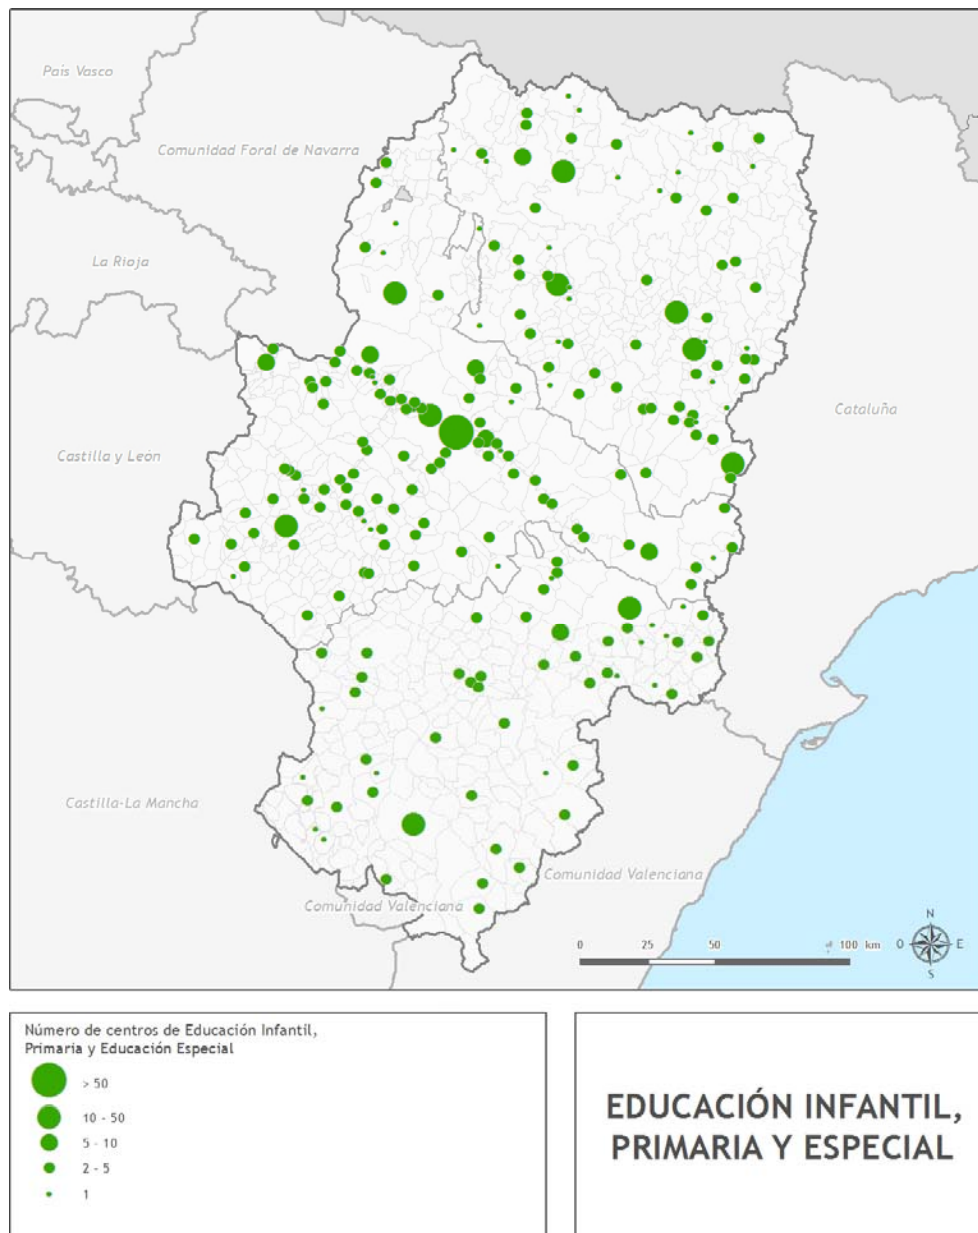 País Vasco
Comunidad Foral de Navarra
La Rioja
Cataluña
Castilla y León
Castilla-La Mancha
Comunidad Valenciana
Comunidad Valenciana
N
O E
S
0 25 50 100 km
Número de centros de Educación Infantil,
Primaria y Educación Especial
> 50
10 - 50
5 - 10
2 - 5
1
EDUCACIÓN INFANTIL,
PRIMARIA Y ESPECIAL